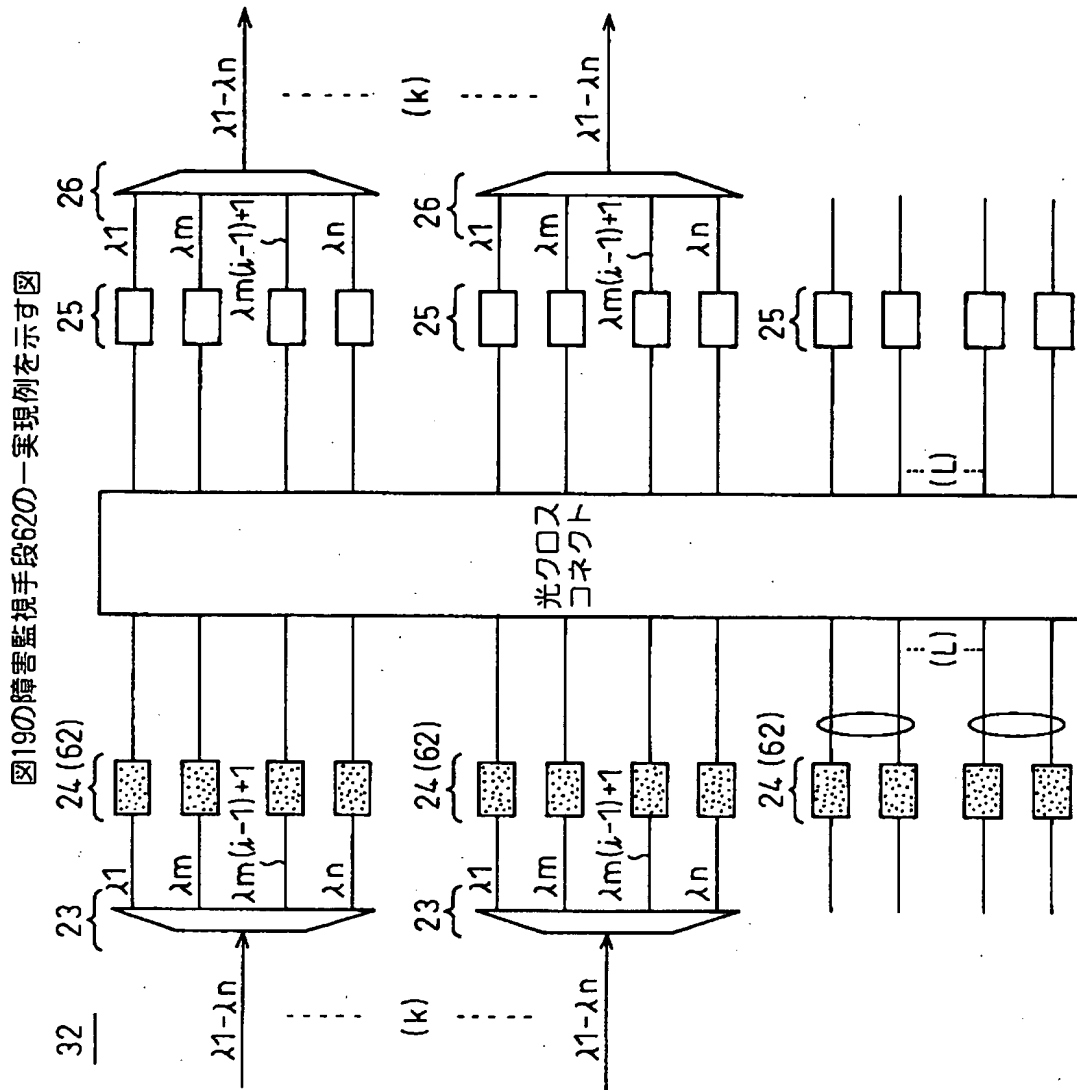 図19の障害監視手段62の一実現例を示す図
32
23
24(62)
25
26
λ1-λn
λ1
λm
λm(i-1)+1
λn
λ1
λm
λm(i-1)+1
λn
λ1-λn
(k)
(k)
光クロス
コネクト
23
24(62)
25
26
λ1-λn
λ1
λm
λm(i-1)+1
λn
λ1
λm
λm(i-1)+1
λn
λ1-λn
24(62)
25
(L)
(L)